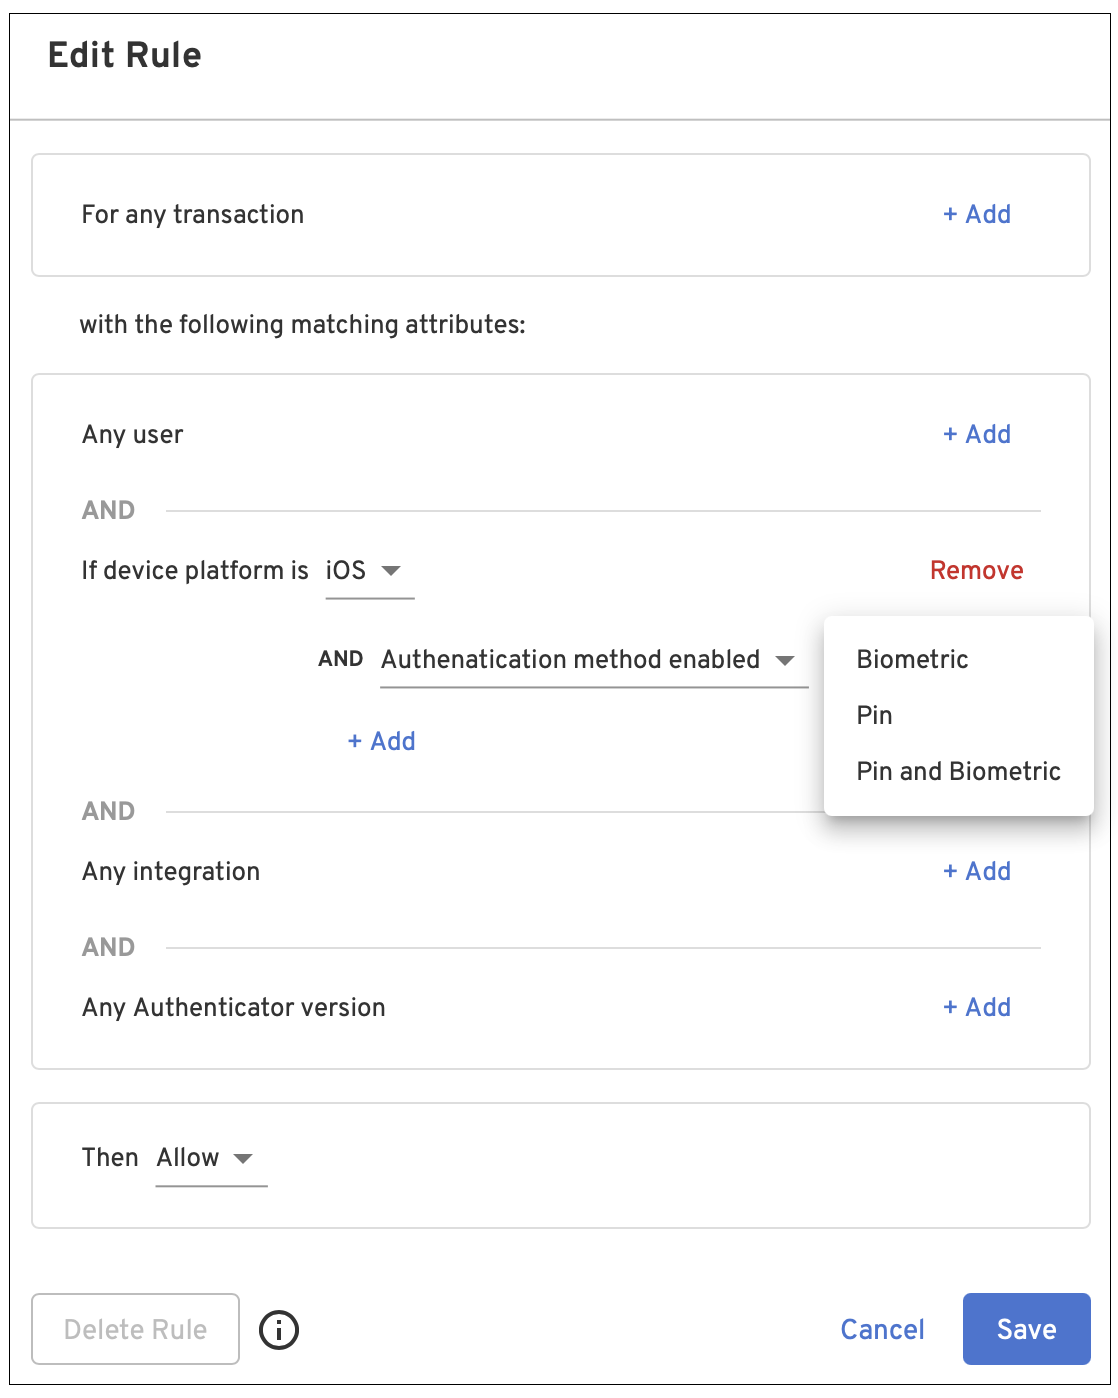 Edit Rule
For any transaction + Add
with the following matching attributes:
Any user + Add
AND
If device platform is iOS Remove
AND Authenatication method enabled
Biometric
Pin
Pin and Biometric
+ Add
AND
Any integration + Add
AND
Any Authenticator version + Add
Then Allow
Delete Rule Cancel Save